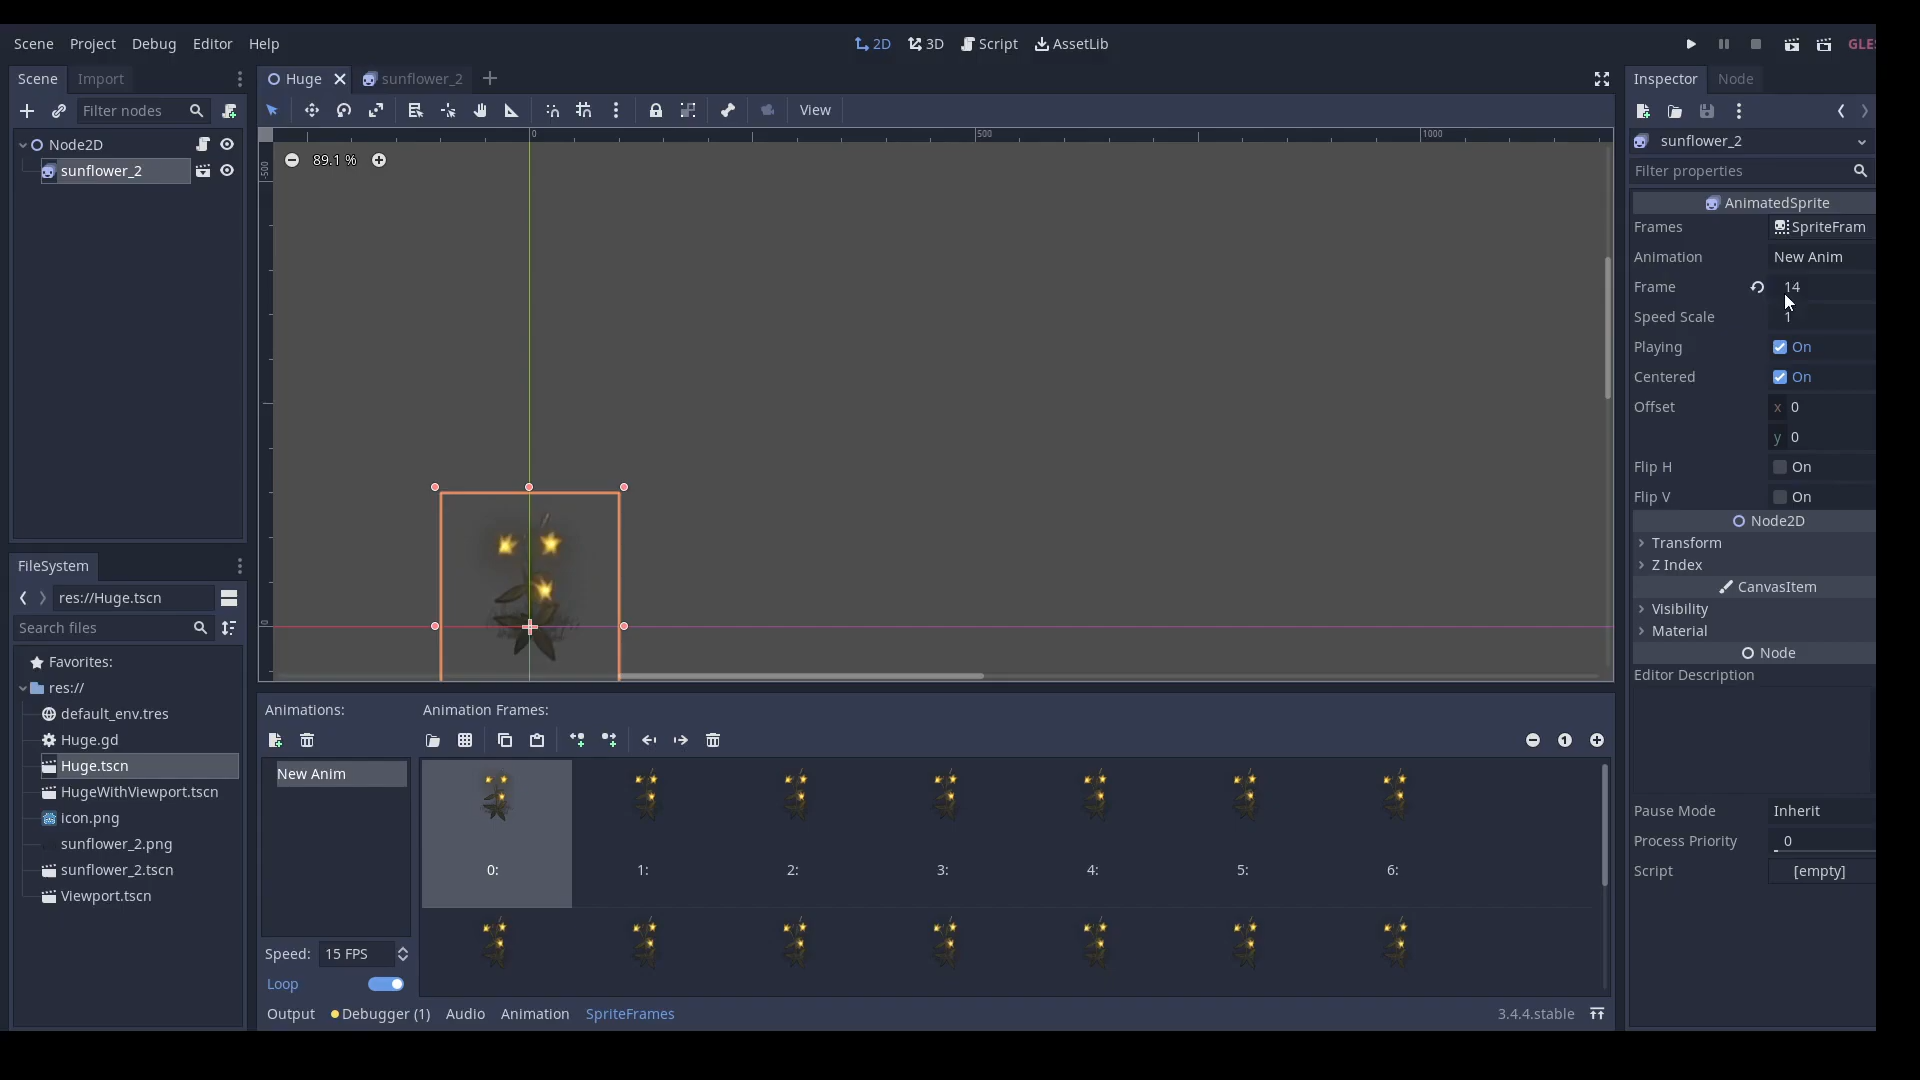 Scene Project Debug Editor Help
2D 3D Script AssetLib
Scene Import
Filter nodes
Node2D
sunflower_2
Huge sunflower_2
View
0 500 1000
-500
0
89.1 %
FileSystem
res://Huge.tscn
Search files
Favorites:
res://
default_env.tres
Huge.gd
Huge.tscn
HugeWithViewport.tscn
icon.png
sunflower_2.png
sunflower_2.tscn
Viewport.tscn
Animations:
New Anim
Speed: 15 FPS
Loop
Animation Frames:
1
0: 1: 2: 3: 4: 5: 6:
Output Debugger (1) Audio Animation SpriteFrames 3.4.4.stable
Inspector Node
sunflower_2
Filter properties
AnimatedSprite
Frames SpriteFram
Animation New Anim
Frame 14
Speed Scale 1
Playing On
Centered On
Offset x 0
y 0
Flip H On
Flip V On
Node2D
Transform
Z Index
CanvasItem
Visibility
Material
Node
Editor Description
Pause Mode Inherit
Process Priority 0
Script [empty]